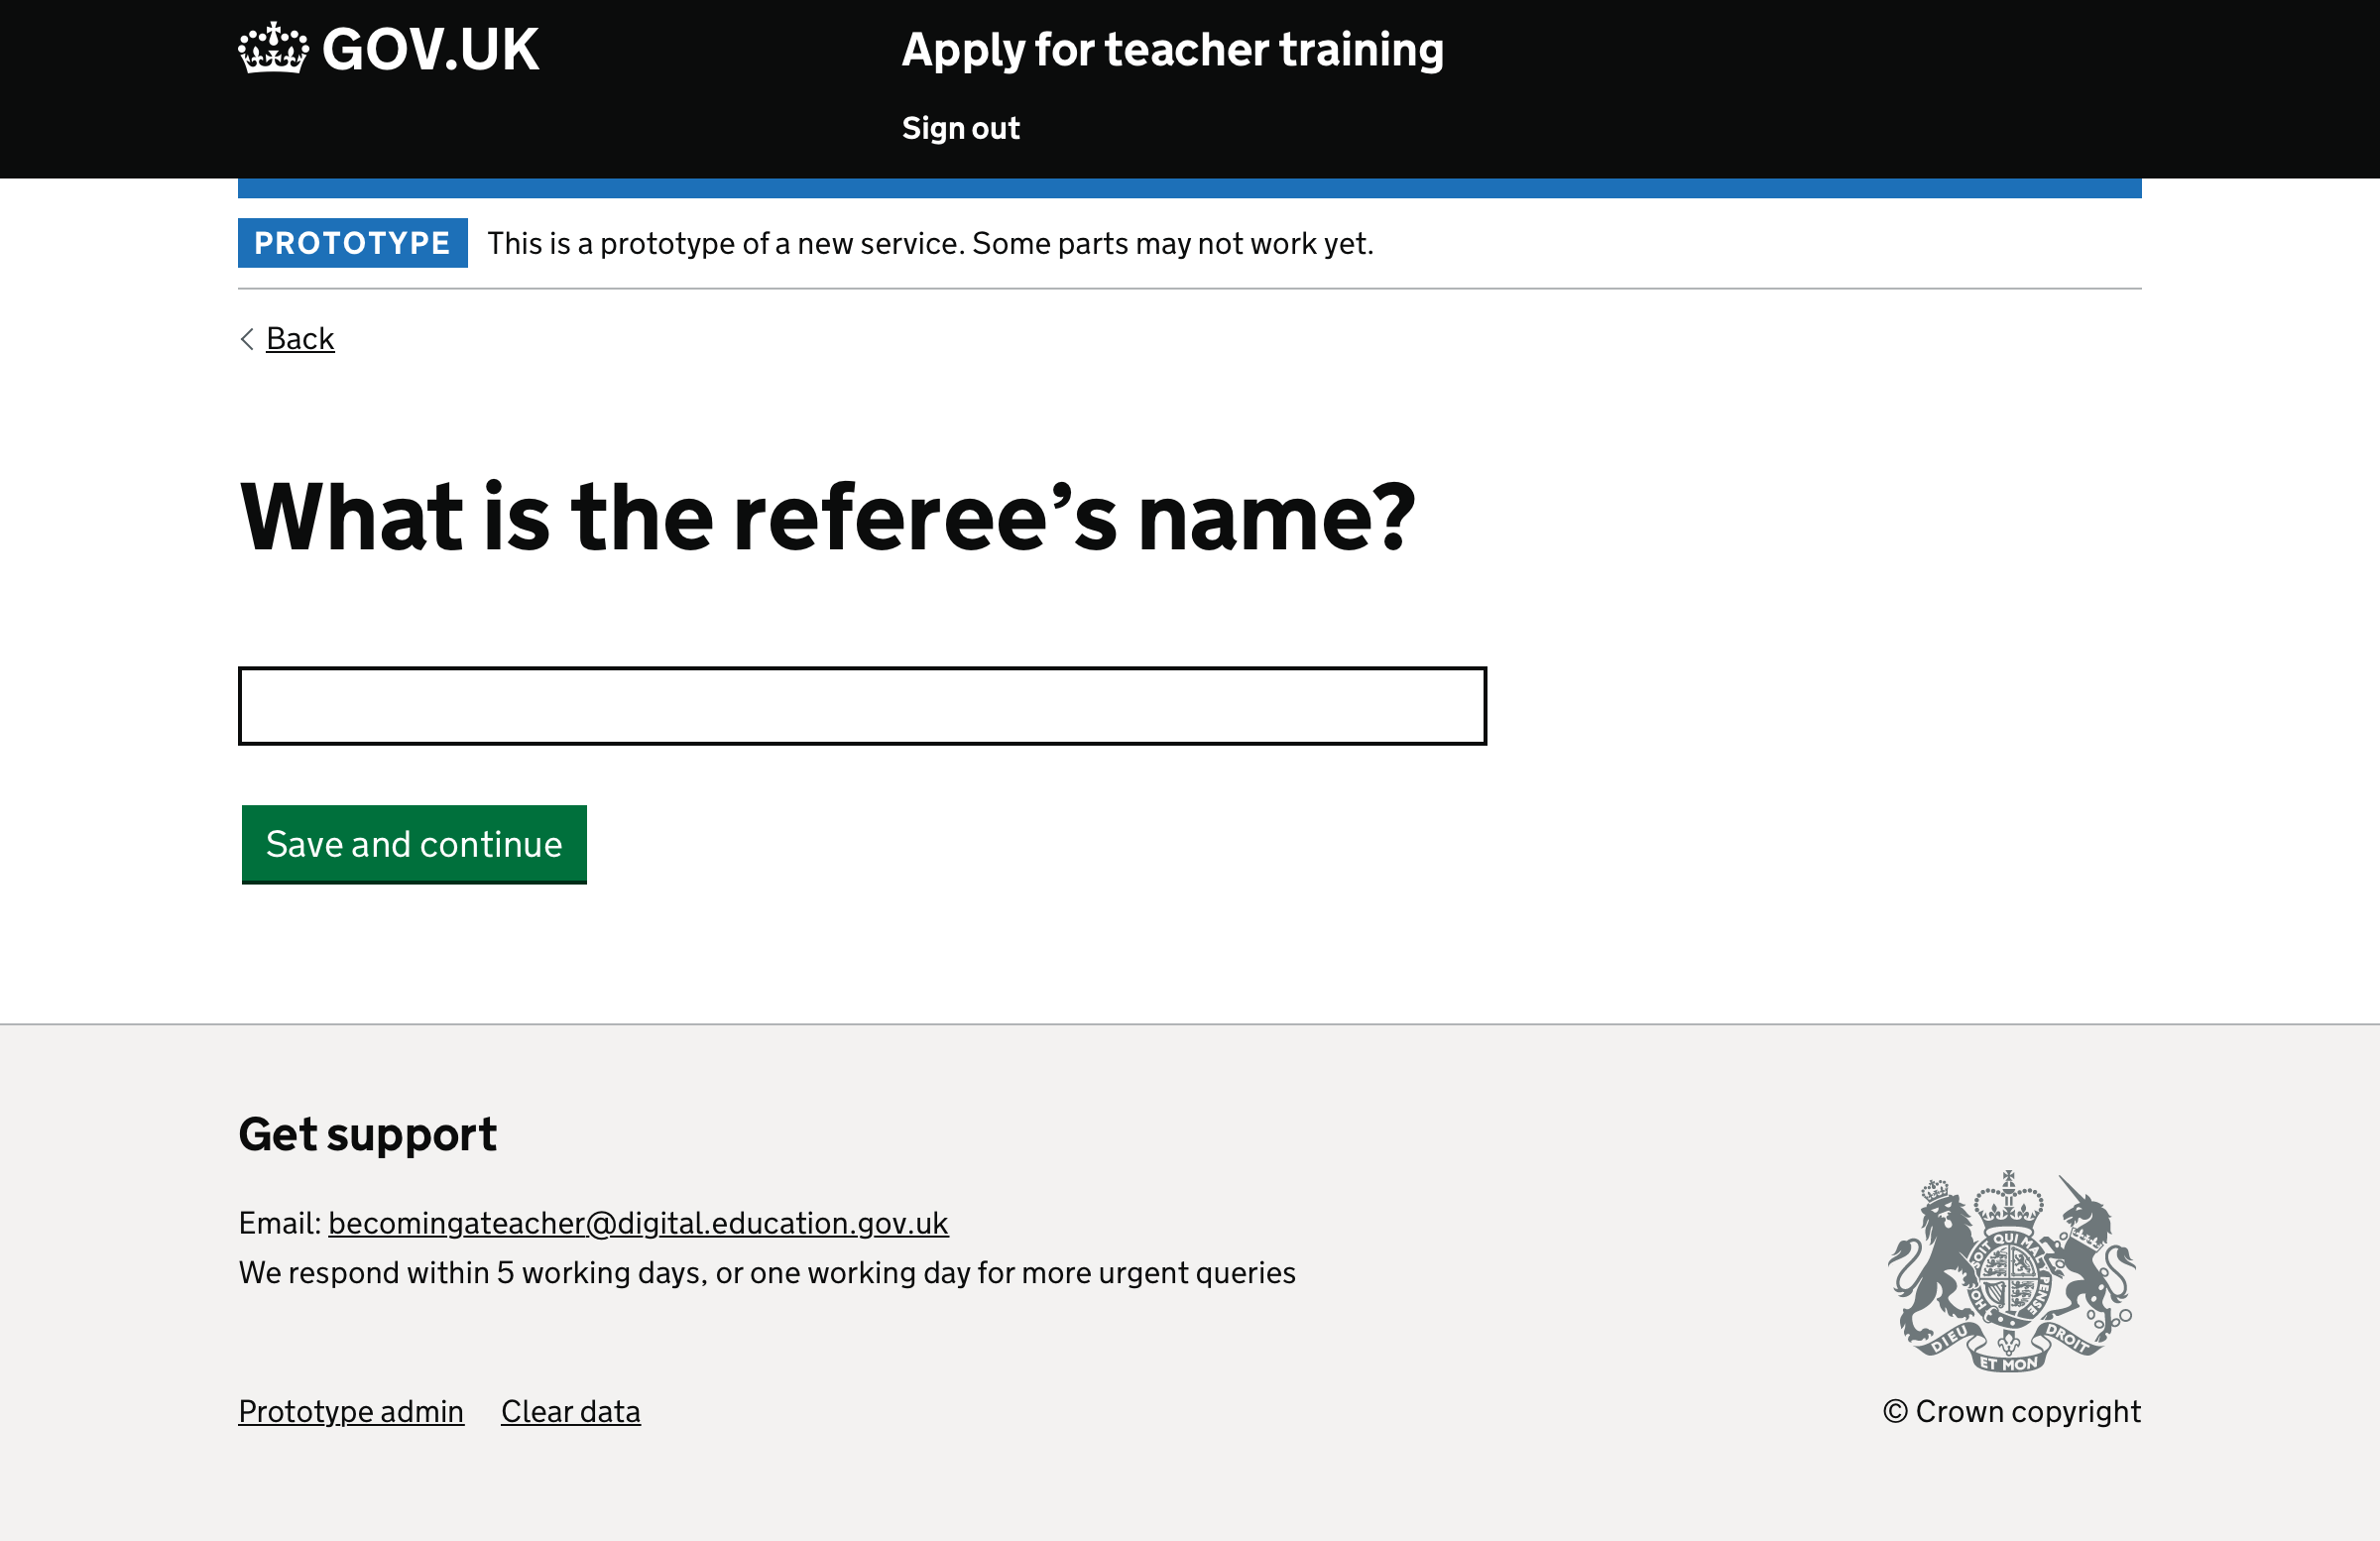 GOV.UK
Apply for teacher training
Sign out
PROTOTYPE This is a prototype of a new service. Some parts may not work yet.
Back
What is the referee’s name?
Save and continue
Get support
Email: becomingateacher@digital.education.gov.uk
We respond within 5 working days, or one working day for more urgent queries
DIEU ET MON DROIT
Prototype admin Clear data
© Crown copyright